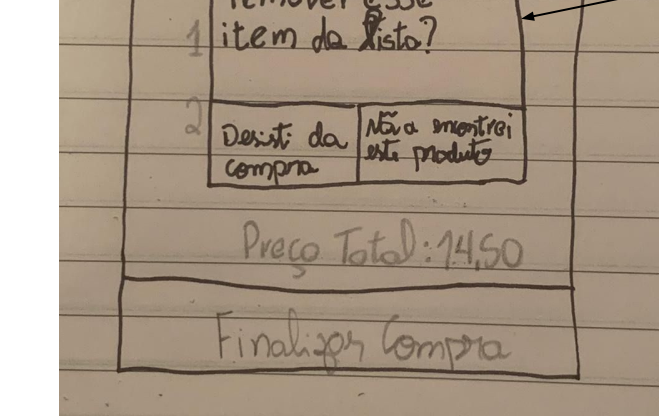 remover esse
1 item da lista?
2
Desisti da
compra
Não encontrei
este produto
Preço Total: 14,50
Finalizar Compra